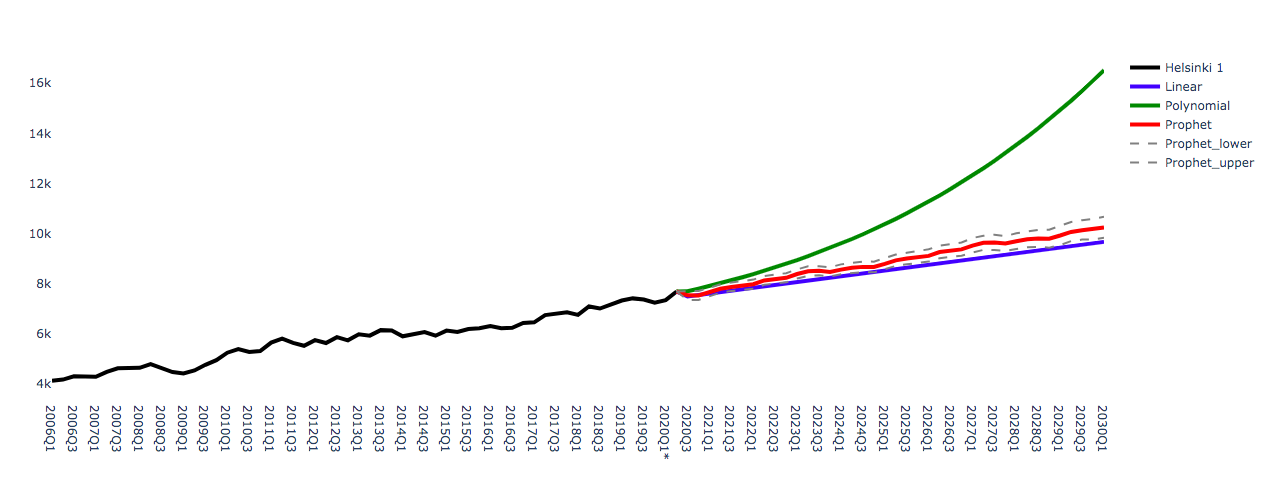 16k
14k
12k
10k
8k
6k
4k
2006Q1
2006Q3
2007Q1
2007Q3
2008Q1
2008Q3
2009Q1
2009Q3
2010Q1
2010Q3
2011Q1
2011Q3
2012Q1
2012Q3
2013Q1
2013Q3
2014Q1
2014Q3
2015Q1
2015Q3
2016Q1
2016Q3
2017Q1
2017Q3
2018Q1
2018Q3
2019Q1
2019Q3
2020Q1*
2020Q3
2021Q1
2021Q3
2022Q1
2022Q3
2023Q1
2023Q3
2024Q1
2024Q3
2025Q1
2025Q3
2026Q1
2026Q3
2027Q1
2027Q3
2028Q1
2028Q3
2029Q1
2029Q3
2030Q1
Helsinki 1
Linear
Polynomial
Prophet
Prophet_lower
Prophet_upper